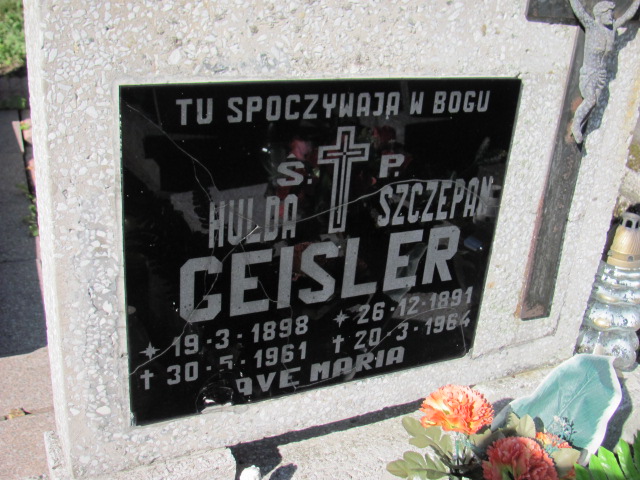 TU SPOCZYWAJĄ W BOGU
Ś. P.
HULDA SZCZEPAN
GEISLER
19·3·1898 26·12·1891
30·5·1961 20·3·1964
AVE MARIA